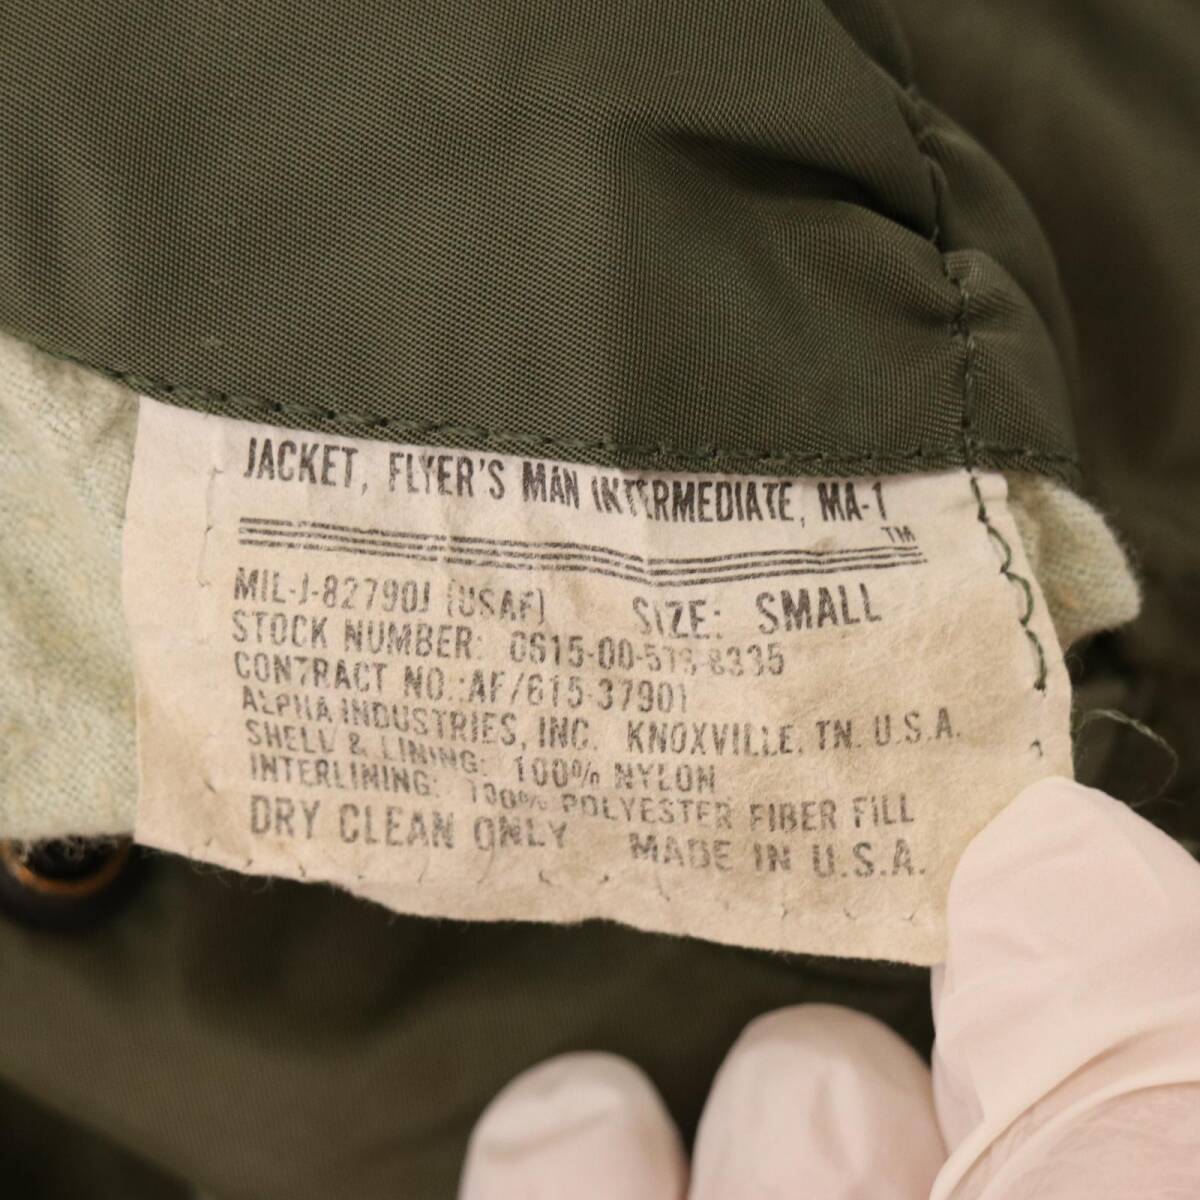 JACKET, FLYER'S MAN INTERMEDIATE, MA-1
TM
MIL-J-82790J (USAF) SIZE: SMALL
STOCK NUMBER:
CONTRACT NO.:AF/615-37901
ALPHA INDUSTRIES, INC. KNOXVILLE, TN. U.S.A.
SHELL & LINING: 100% NYLON
INTERLINING: 100% POLYESTER FIBER FILL
DRY CLEAN ONLY MADE IN U.S.A.